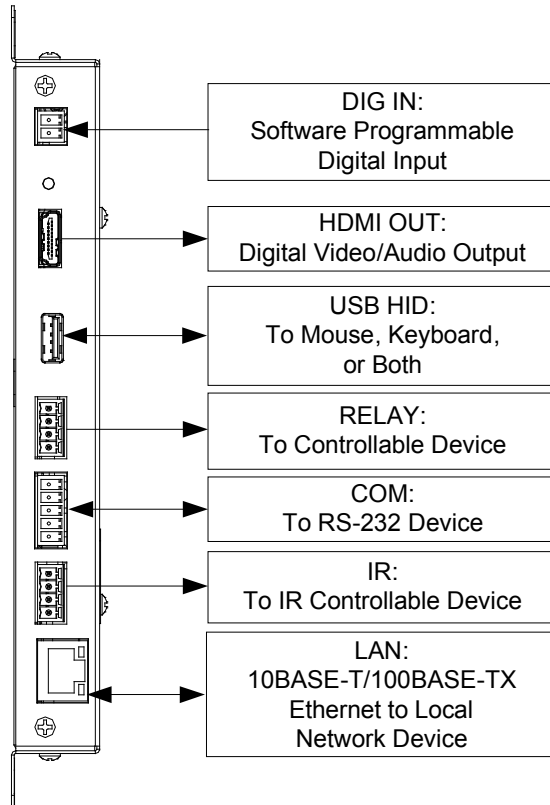 DIG IN:
Software Programmable
Digital Input
HDMI OUT:
Digital Video/Audio Output
USB HID:
To Mouse, Keyboard,
or Both
RELAY:
To Controllable Device
COM:
To RS-232 Device
IR:
To IR Controllable Device
LAN:
10BASE-T/100BASE-TX
Ethernet to Local
Network Device